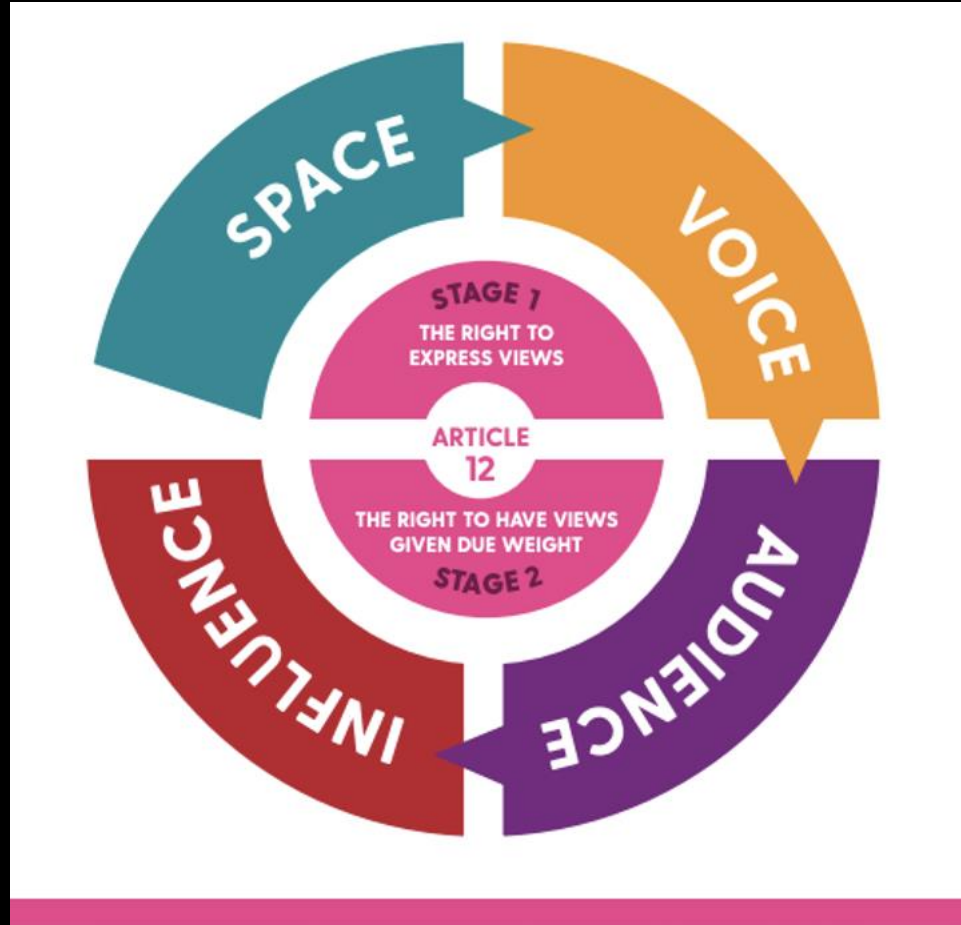 SPACE
VOICE
STAGE 1
THE RIGHT TO
EXPRESS VIEWS
ARTICLE
12
THE RIGHT TO HAVE VIEWS
GIVEN DUE WEIGHT
STAGE 2
AUDIENCE
INFLUENCE